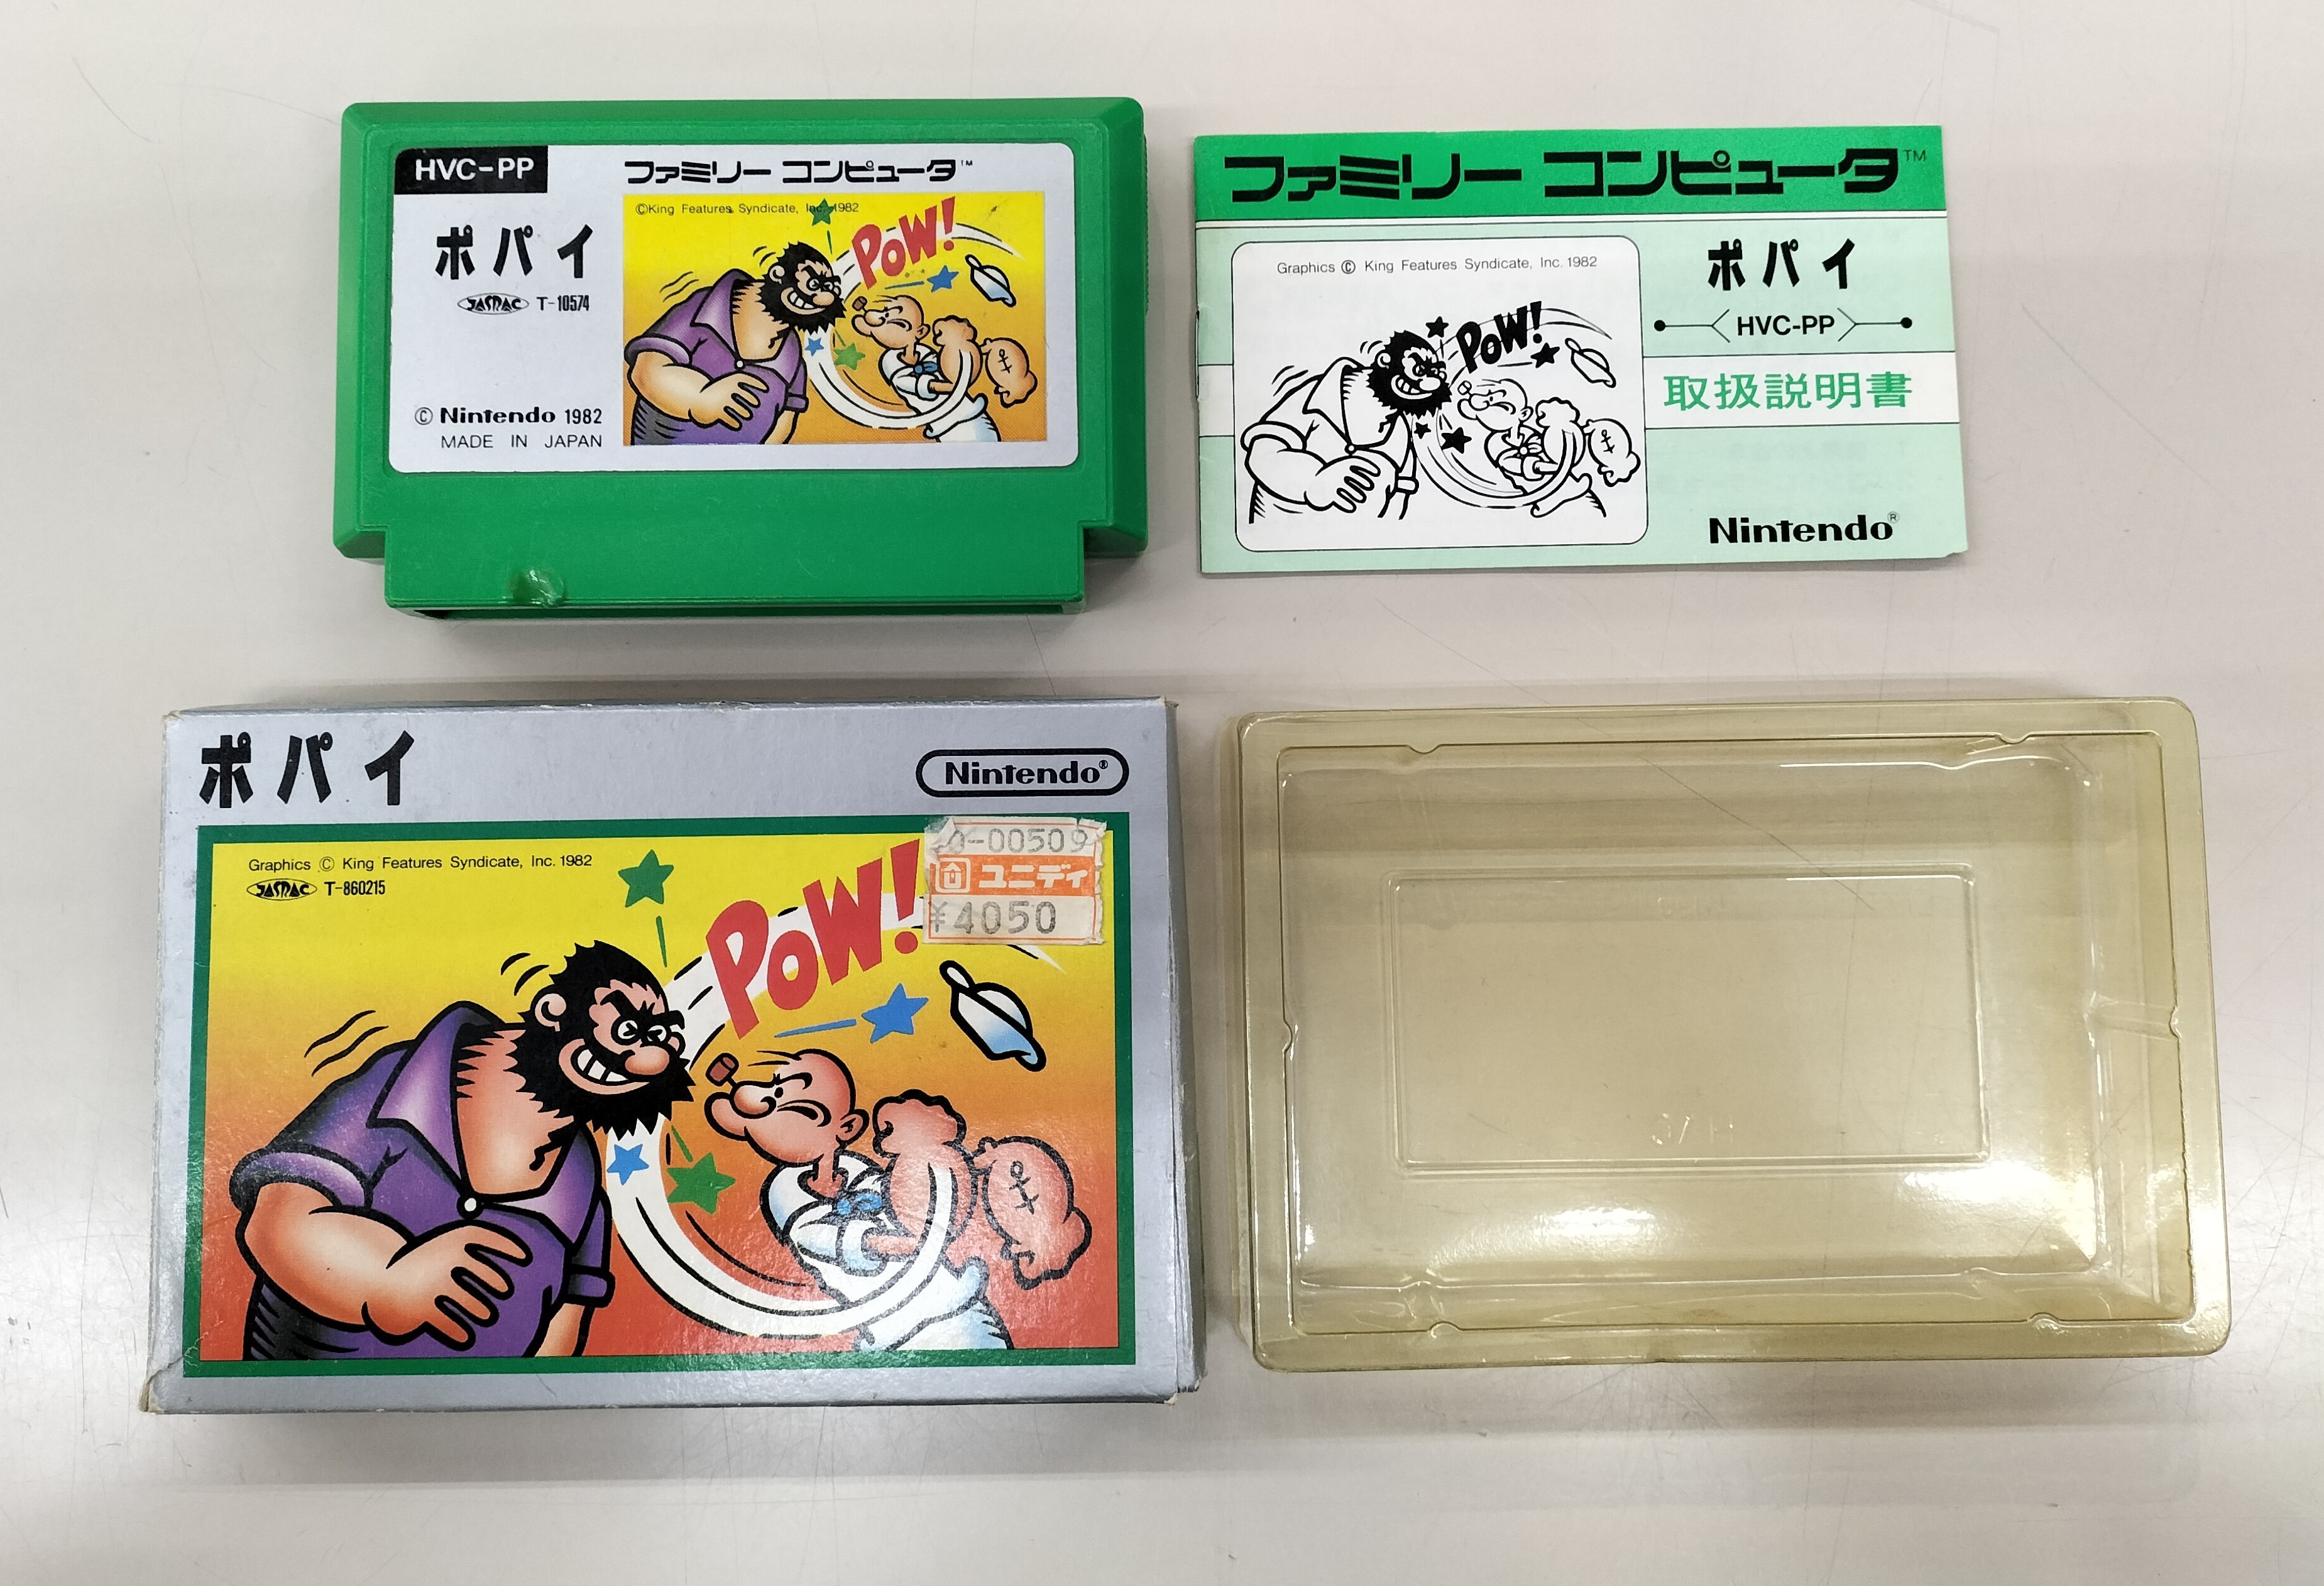 HVC-PP
ファミリー コンピュータ™
©King Features Syndicate, Inc. 1982
POW!
ポパイ
JASRAC T-10574
© Nintendo 1982
MADE IN JAPAN
ファミリー コンピュータ™
Graphics © King Features Syndicate, Inc. 1982
POW!
ポパイ
HVC-PP
取扱説明書
Nintendo®
ポパイ
Nintendo®
Graphics © King Features Syndicate, Inc. 1982
JASRAC T-860215
POW!
-00509
ユニディ
¥4050